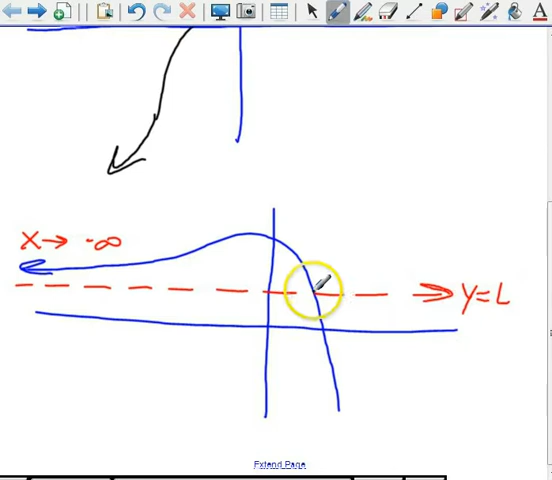 X → -∞
Y = L
Extend Page